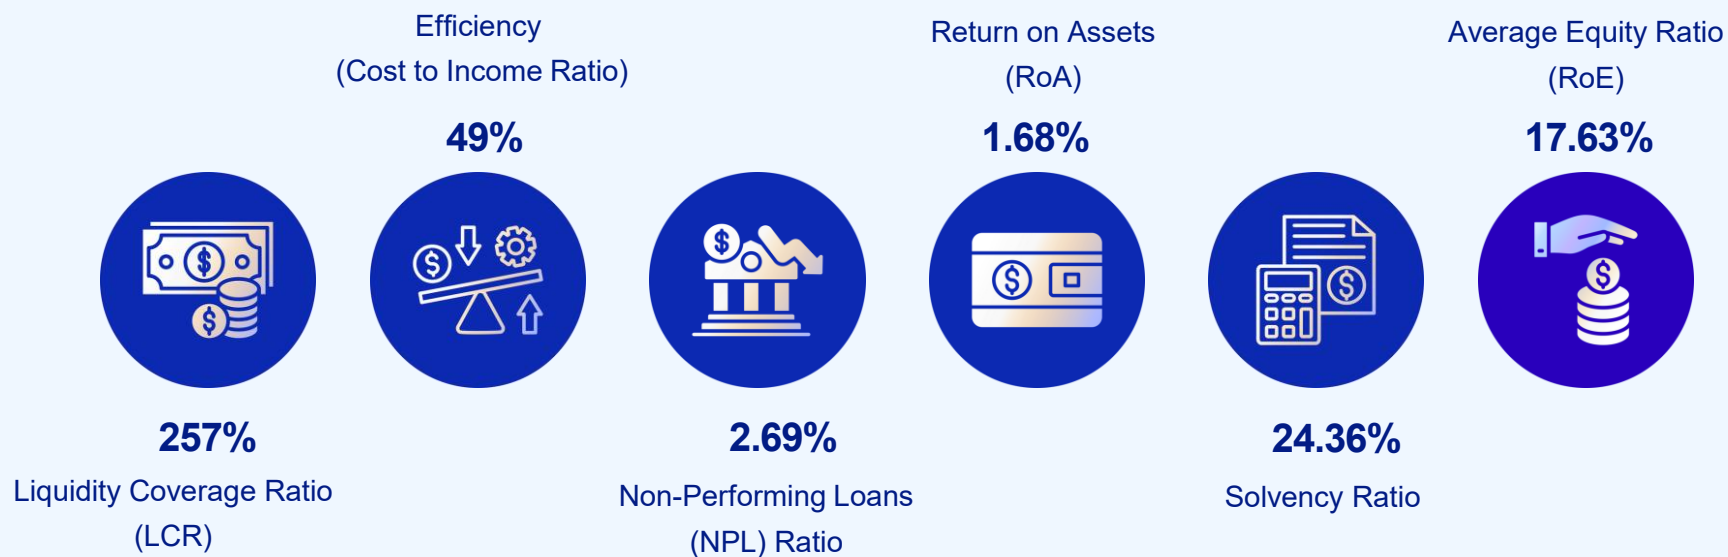 Efficiency
(Cost to Income Ratio)
49%
Return on Assets
(RoA)
1.68%
Average Equity Ratio
(RoE)
17.63%
$
$
$
$
$
$
$
257%
Liquidity Coverage Ratio
(LCR)
2.69%
Non-Performing Loans
(NPL) Ratio
24.36%
Solvency Ratio